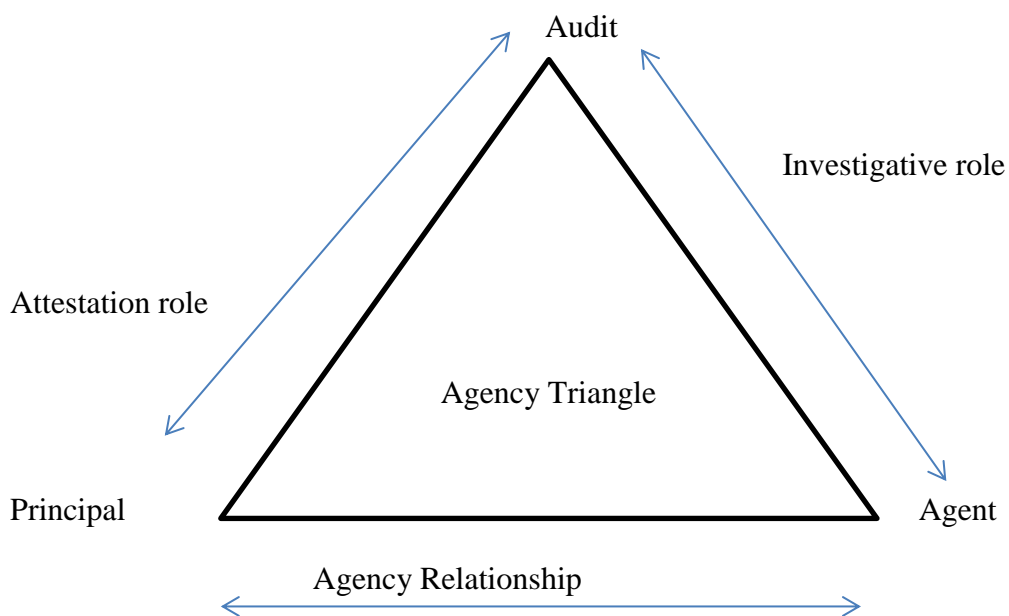 Audit
Investigative role
Attestation role
Agency Triangle
Principal
Agent
Agency Relationship